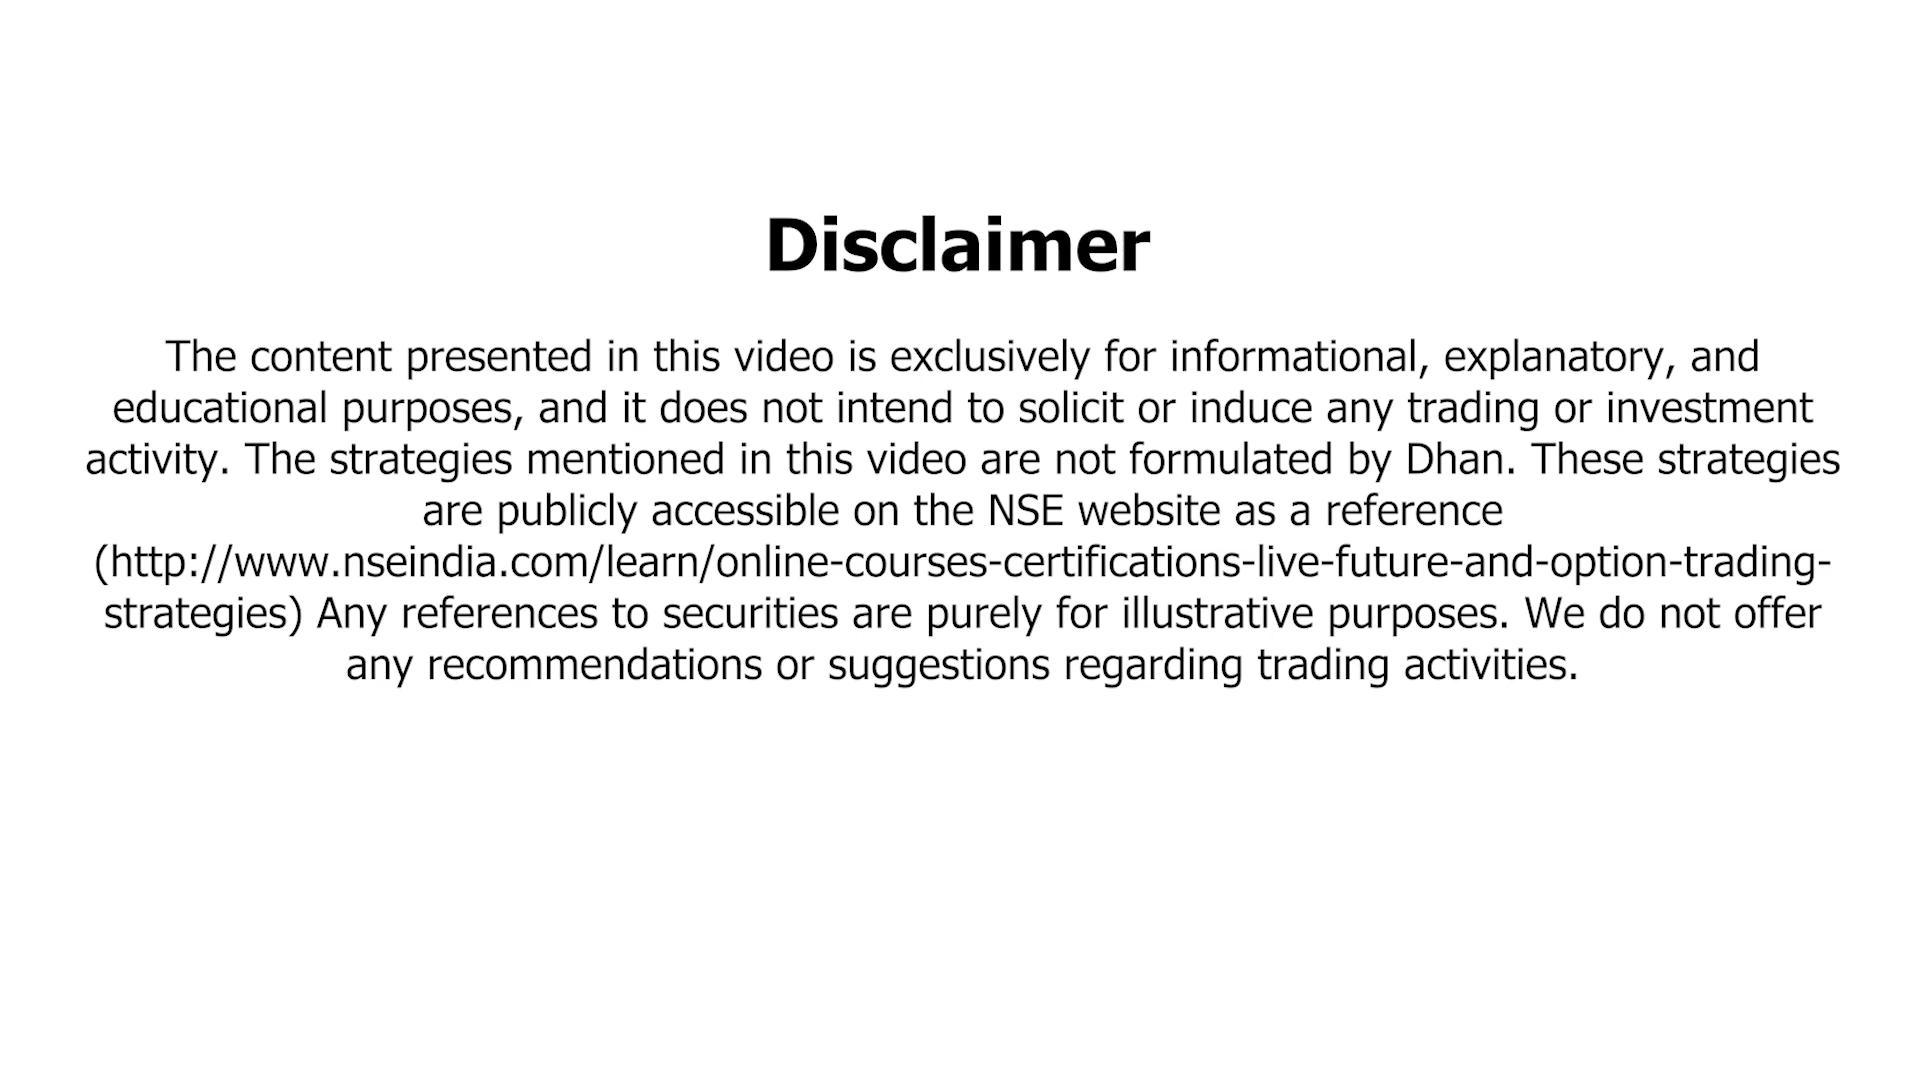 Disclaimer
The content presented in this video is exclusively for informational, explanatory, and
educational purposes, and it does not intend to solicit or induce any trading or investment
activity. The strategies mentioned in this video are not formulated by Dhan. These strategies
are publicly accessible on the NSE website as a reference
(http://www.nseindia.com/learn/online-courses-certifications-live-future-and-option-trading-
strategies) Any references to securities are purely for illustrative purposes. We do not offer
any recommendations or suggestions regarding trading activities.